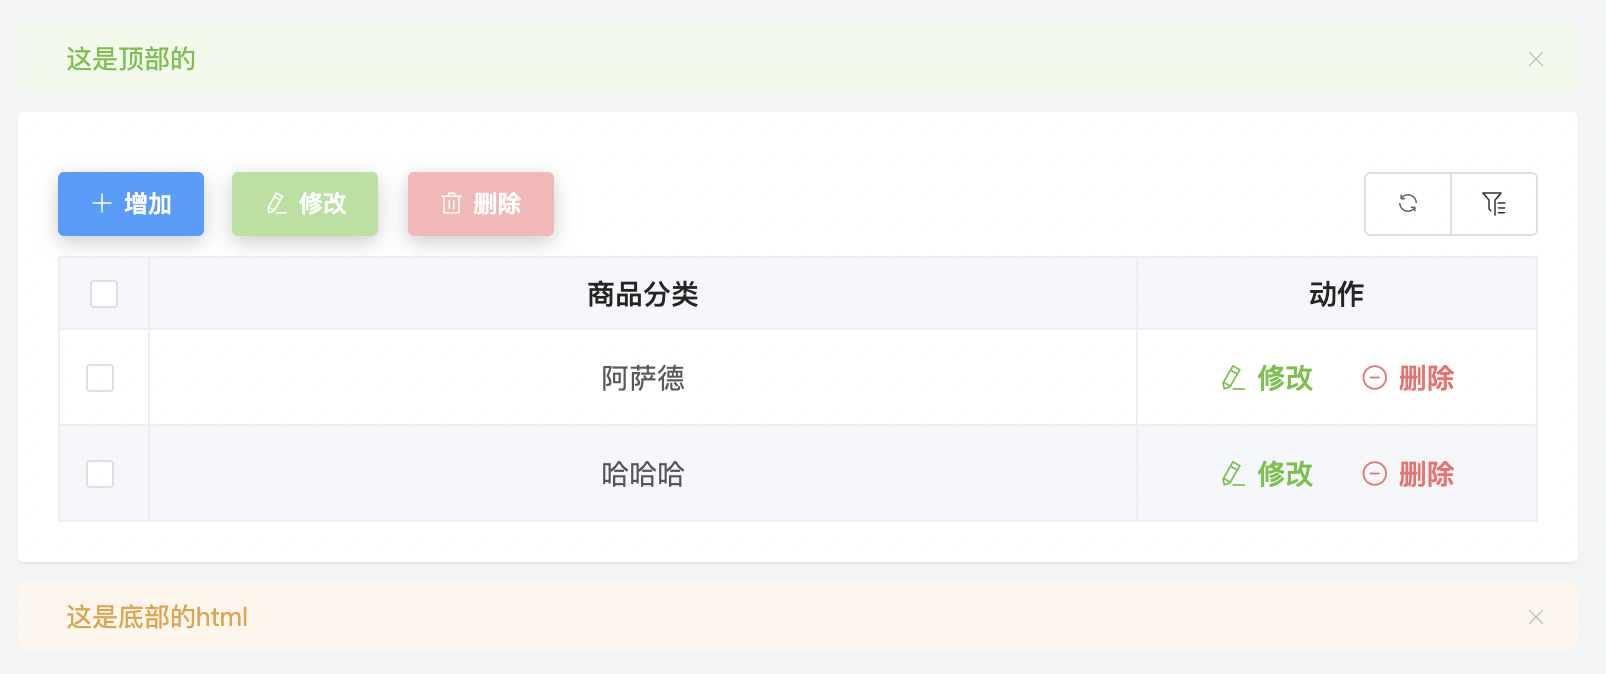 这是顶部的
增加 修改 删除
商品分类 动作
阿萨德 修改 删除
哈哈哈 修改 删除
这是底部的html